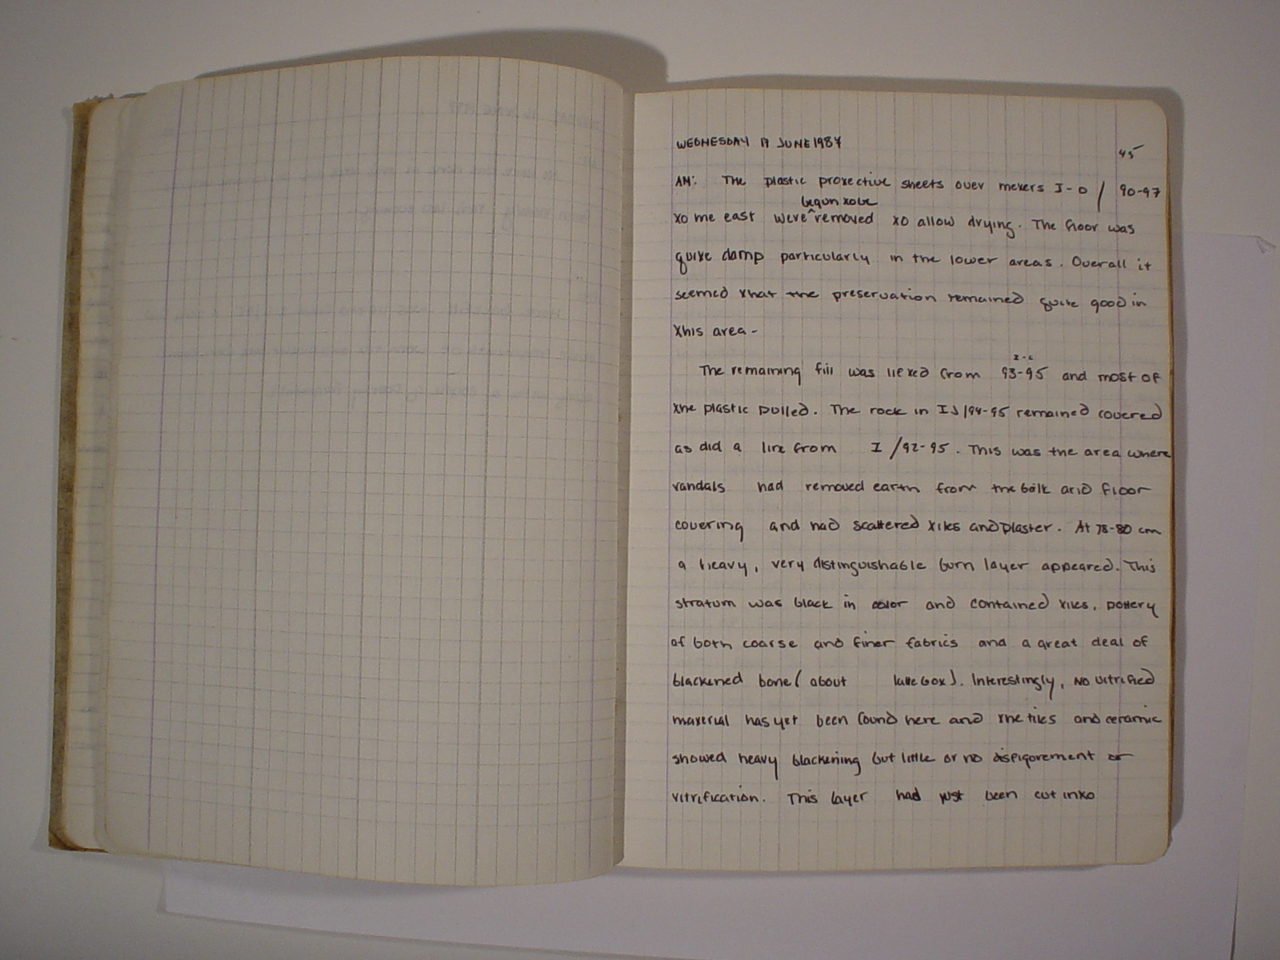 WEDNESDAY 17 JUNE 1987
45
AM: The plastic protective sheets over meters I-O / 90-97
begun to be
to the east were ^ removed to allow drying. The floor was
quite damp particularly in the lower areas. Overall it
seemed that the preservation remained quite good in
this area-
I-L
The remaining fill was lifted from 93-95 and most of
the plastic pulled. The rock in IJ/94-95 remained covered
as did a line from I /92-95. This was the area where
vandals had removed earth from the balk and floor
covering and had scattered tiles and plaster. At 78-80 cm
a heavy, very distinguishable burn layer appeared. This
stratum was black in color and contained tiles, pottery
of both coarse and finer fabrics and a great deal of
blackened bone (about box). Interestingly, no vitrified
material has yet been found here and the tiles and ceramic
showed heavy blackening but little or no disfigurement or
vitrification. This layer had just been cut into